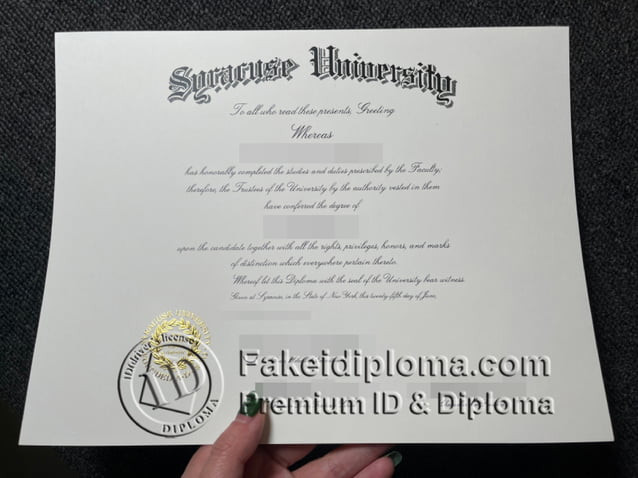 Syracuse University
To all who read these presents, Greeting
Whereas
has honorably completed the studies and duties prescribed by the Faculty;
therefore, the Trustees of the University by the authority vested in them
have conferred the degree of
upon the candidate together with all the rights, privileges, honors, and marks
of distinction which everywhere pertain thereto.
Whereof let this Diploma with the seal of the University bear witness.
Given at Syracuse, in the State of New York, this twenty-fifth day of June,
ID
DIPLOMA
Fakeidiploma.com
Premium ID & Diploma